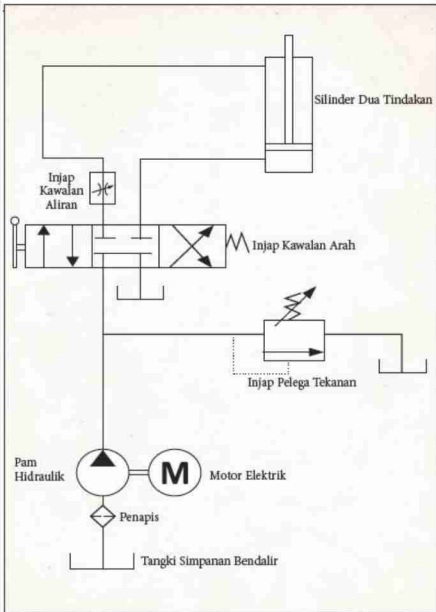 Silinder Dua Tindakan
Injap
Kawalan
Aliran
Injap Kawalan Arah
Injap Pelega Tekanan
Pam
Hidraulik
M
Motor Elektrik
Penapis
Tangki Simpanan Bendalir